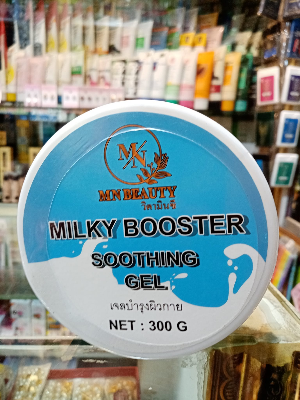 MN
MN BEAUTY
วิตามินซี
MILKY BOOSTER
SOOTHING
GEL
เจลบำรุงผิวกาย
NET : 300 G